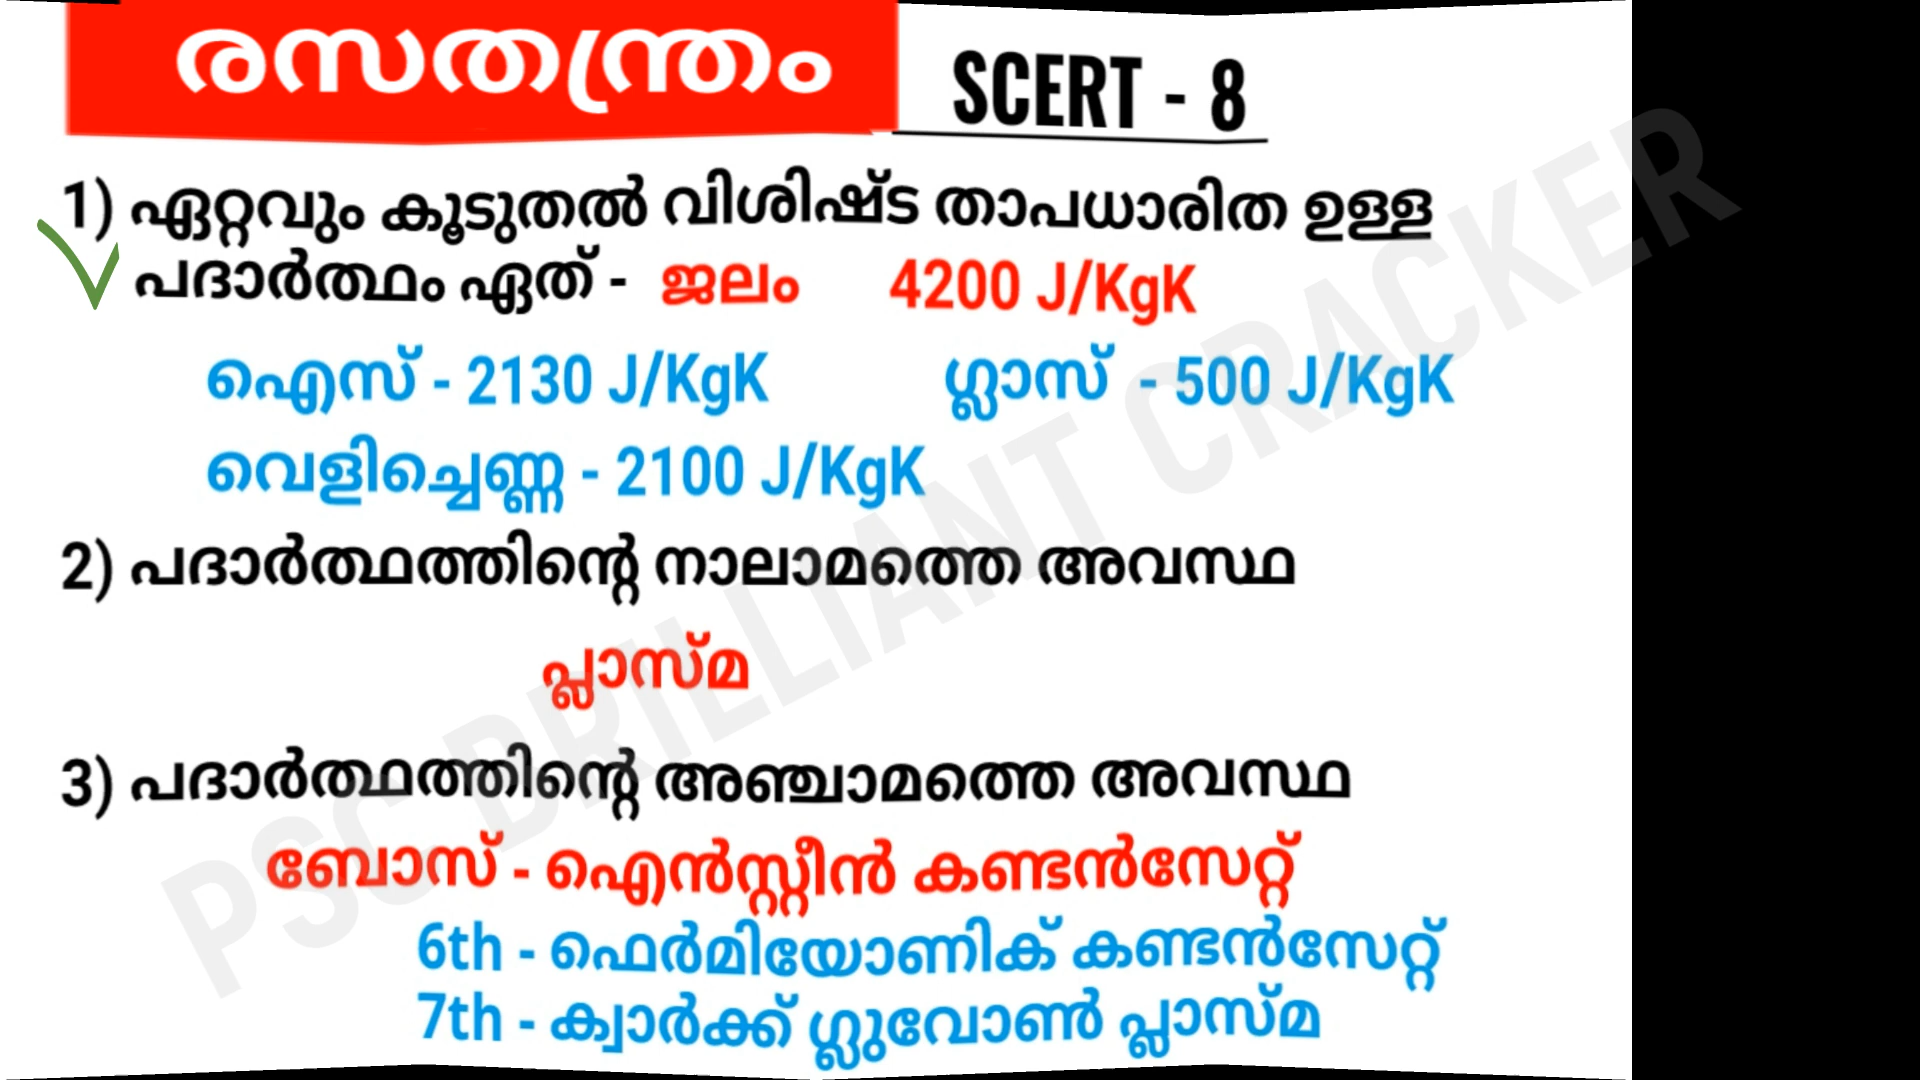 രസതന്ത്രം
SCERT - 8
1) ഏറ്റവും കൂടുതൽ വിശിഷ്ട താപധാരിത ഉള്ള
പദാർത്ഥം ഏത് - ജലം 4200 J/KgK
ഐസ് - 2130 J/KgK ഗ്ലാസ് - 500 J/KgK
വെളിച്ചെണ്ണ - 2100 J/KgK
2) പദാർത്ഥത്തിന്റെ നാലാമത്തെ അവസ്ഥ
പ്ലാസ്മ
3) പദാർത്ഥത്തിന്റെ അഞ്ചാമത്തെ അവസ്ഥ
ബോസ് - ഐൻസ്റ്റീൻ കണ്ടൻസേറ്റ്
6th - ഫെർമിയോണിക് കണ്ടൻസേറ്റ്
7th - ക്വാർക്ക് ഗ്ലുവോൺ പ്ലാസ്മ
PSC BRILLIANT CRACKER